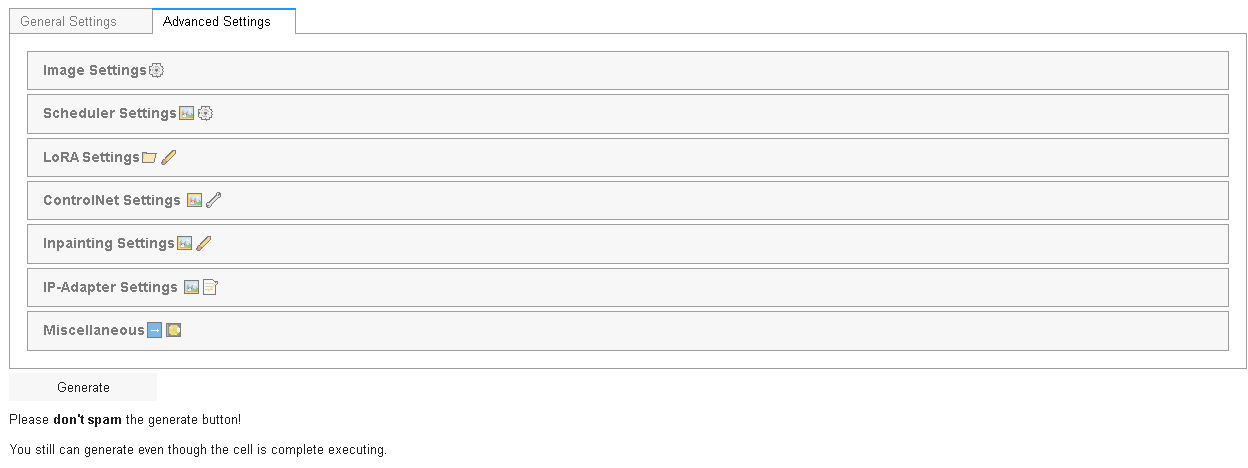 General Settings
Advanced Settings
Image Settings
Scheduler Settings
LoRA Settings
ControlNet Settings
Inpainting Settings
IP-Adapter Settings
Miscellaneous
Generate
Please don't spam the generate button!
You still can generate even though the cell is complete executing.